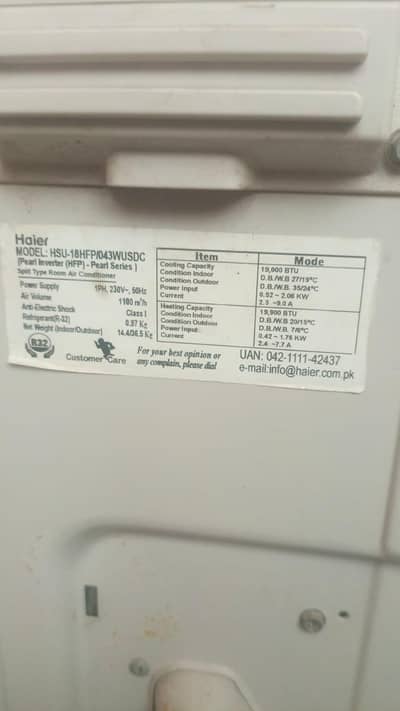 Haier
MODEL: HSU-18HFP/043WUSDC
[Pearl Inverter (HFP) - Pearl Series ]
Split Type Room Air Conditioner
Power Supply 1PH, 230V~, 50Hz
Air Volume 1100 m³/h
Anti-Electric Shock Class I
Refrigerant(R-32) 0.97 Kg
Net Weight (Indoor/Outdoor) 14.4/36.5 Kg
R32
Customer Care
For your best opinion or
any complain, please dial
Item Mode
Cooling Capacity 18,000 BTU
Condition Indoor D.B./W.B 27/19°C
Condition Outdoor D.B./W.B. 35/24°C
Power Input 0.52 ~ 2.06 KW
Current 2.5 ~9.0 A
Heating Capacity 19,900 BTU
Condition Indoor D.B./W.B 20/15°C
Condition Outdoor D.B./W.B. 7/6°C
Power Input 0.42 ~ 1.76 KW
Current 2.4 ~7.7 A
UAN: 042-1111-42437
e-mail:info@haier.com.pk